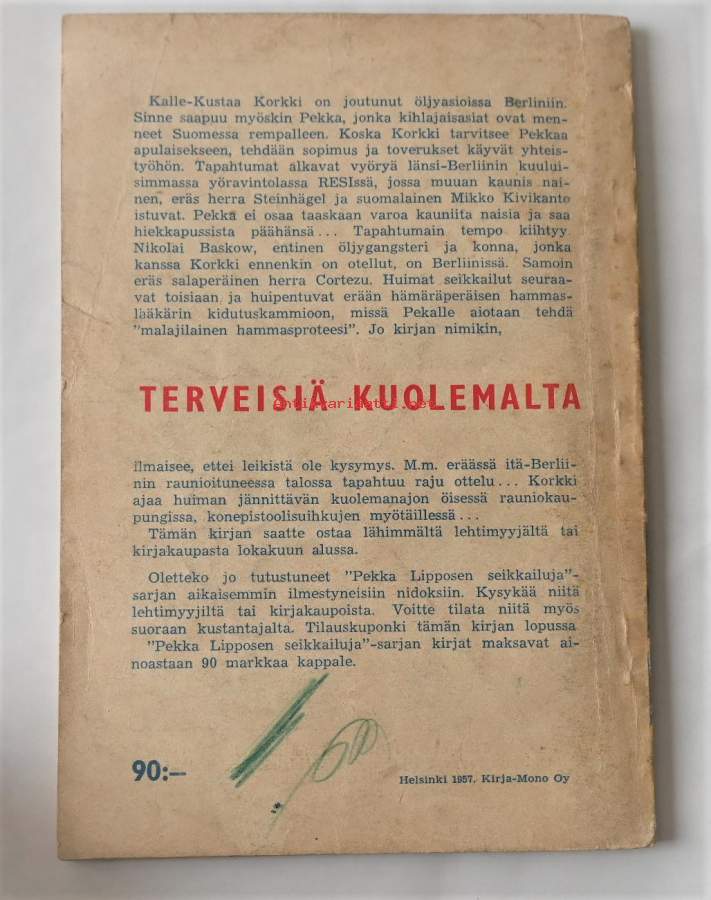 Kalle-Kustaa Korkki on joutunut öljyasioissa Berliniin.
Sinne saapuu myöskin Pekka, jonka kihlajaisasiat ovat men-
neet Suomessa rempalleen. Koska Korkki tarvitsee Pekkaa
apulaisekseen, tehdään sopimus ja toverukset käyvät yhteis-
työhön. Tapahtumat alkavat vyöryä länsi-Berliinin kuului-
simmassa yöravintolassa RESIssä, jossa muuan kaunis nai-
nen, eräs herra Steinhägel ja suomalainen Mikko Kivikanto
istuvat. Pekka ei osaa taaskaan varoa kauniita naisia ja saa
hiekkapussista päähänsä... Tapahtumain tempo kiihtyy.
Nikolai Baskow, entinen öljygangsteri ja konna, jonka
kanssa Korkki ennenkin on otellut, on Berliinissä. Samoin
eräs salaperäinen herra Cortezu. Huimat seikkailut seuraa-
vat toisiaan ja huipentuvat erään hämäräperäisen hammas-
lääkärin kidutuskammioon, missä Pekalle aiotaan tehdä
"malajilainen hammasproteesi". Jo kirjan nimikin,
TERVEISIÄ KUOLEMALTA
antikvariaatti.net
ilmaisee, ettei leikistä ole kysymys. M.m. eräässä itä-Berlii-
nin raunioituneessa talossa tapahtuu raju ottelu... Korkki
ajaa huiman jännittävän kuolemanajon öisessä rauniokau-
pungissa, konepistoolisuihkujen myötäillessä...
Tämän kirjan saatte ostaa lähimmältä lehtimyyjältä tai
kirjakaupasta lokakuun alussa.
Oletteko jo tutustuneet "Pekka Lipposen seikkailuja"-
sarjan aikaisemmin ilmestyneisiin nidoksiin. Kysykää niitä
lehtimyyjiltä tai kirjakaupoista. Voitte tilata niitä myös
suoraan kustantajalta. Tilauskuponki tämän kirjan lopussa
"Pekka Lipposen seikkailuja"-sarjan kirjat maksavat ai-
noastaan 90 markkaa kappale.
90:—
Helsinki 1957. Kirja-Mono Oy